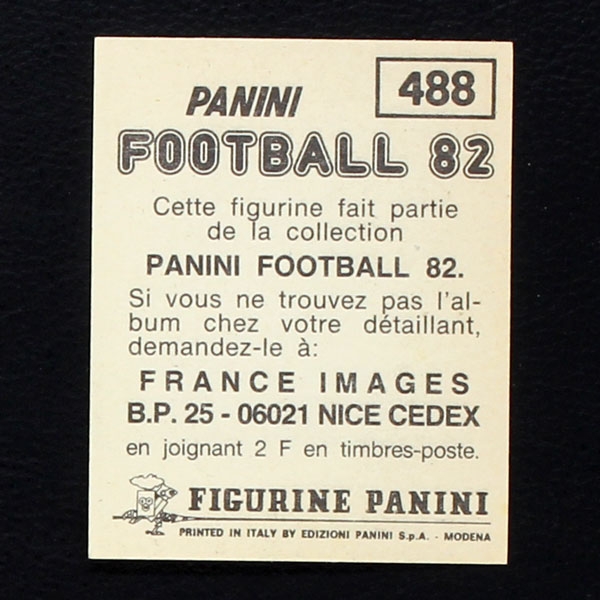 488
PANINI
FOOTBALL 82
Cette figurine fait partie
de la collection
PANINI FOOTBALL 82.
Si vous ne trouvez pas l'al-
bum chez votre détaillant,
demandez-le à:
FRANCE IMAGES
B.P. 25 - 06021 NICE CEDEX
en joignant 2 F en timbres-poste.
FIGURINE PANINI
PRINTED IN ITALY BY EDIZIONI PANINI S.p.A. - MODENA